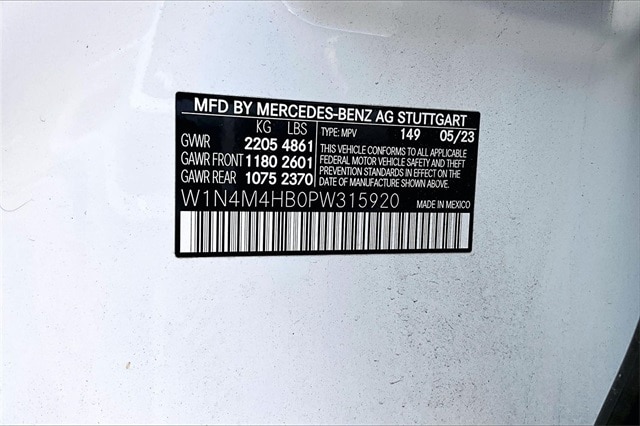 MFD BY MERCEDES-BENZ AG STUTTGART
KG LBS
GVWR 2205 4861
GAWR FRONT 1180 2601
GAWR REAR 1075 2370
TYPE: MPV 149 05/23
THIS VEHICLE CONFORMS TO ALL APPLICABLE
FEDERAL MOTOR VEHICLE SAFETY AND THEFT
PREVENTION STANDARDS IN EFFECT ON THE
DATE OF MANUFACTURE SHOWN ABOVE.
W1N4M4HB0PW315920 MADE IN MEXICO